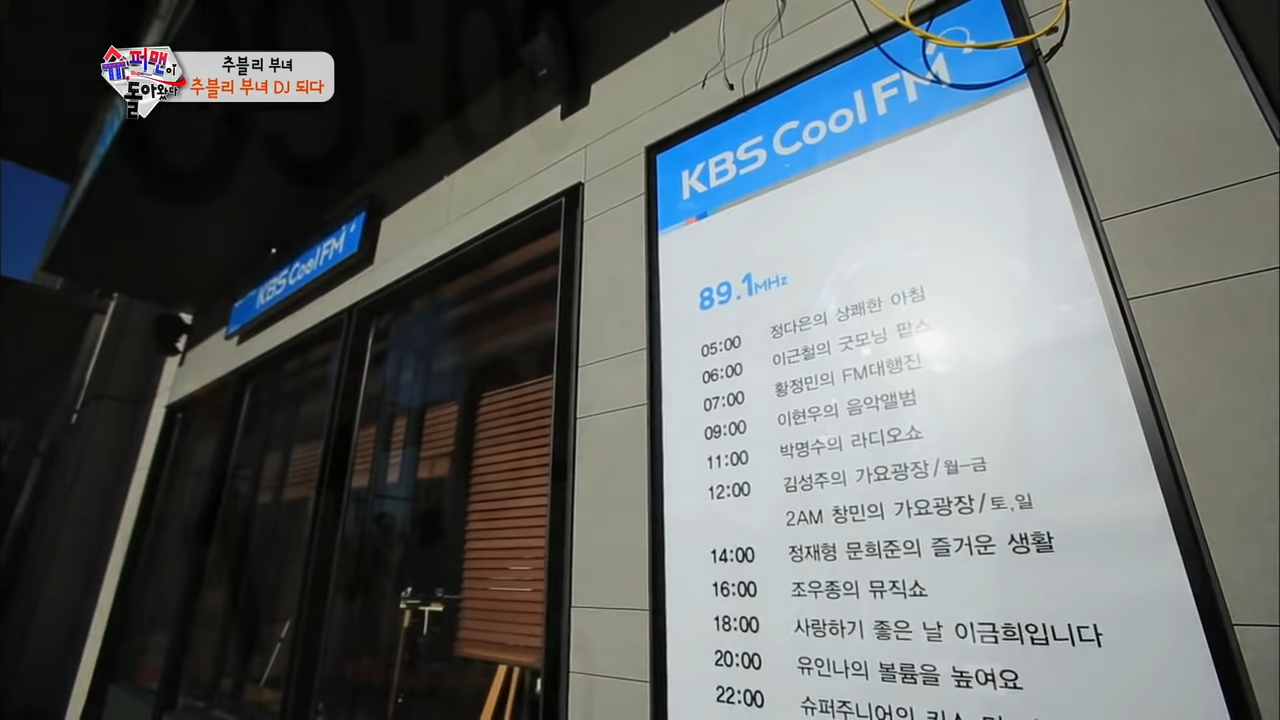 슈퍼맨이
돌아왔다
추블리 부녀
추블리 부녀 DJ 되다
KBS Cool FM
KBS Cool FM
89.1MHz
05:00 정다은의 상쾌한 아침
06:00 이근철의 굿모닝 팝스
07:00 황정민의 FM대행진
09:00 이현우의 음악앨범
11:00 박명수의 라디오쇼
12:00 김성주의 가요광장/월-금
2AM 창민의 가요광장/토,일
14:00 정재형 문희준의 즐거운 생활
16:00 조우종의 뮤직쇼
18:00 사랑하기 좋은 날 이금희입니다
20:00 유인나의 볼륨을 높여요
22:00 슈퍼주니어의 키스